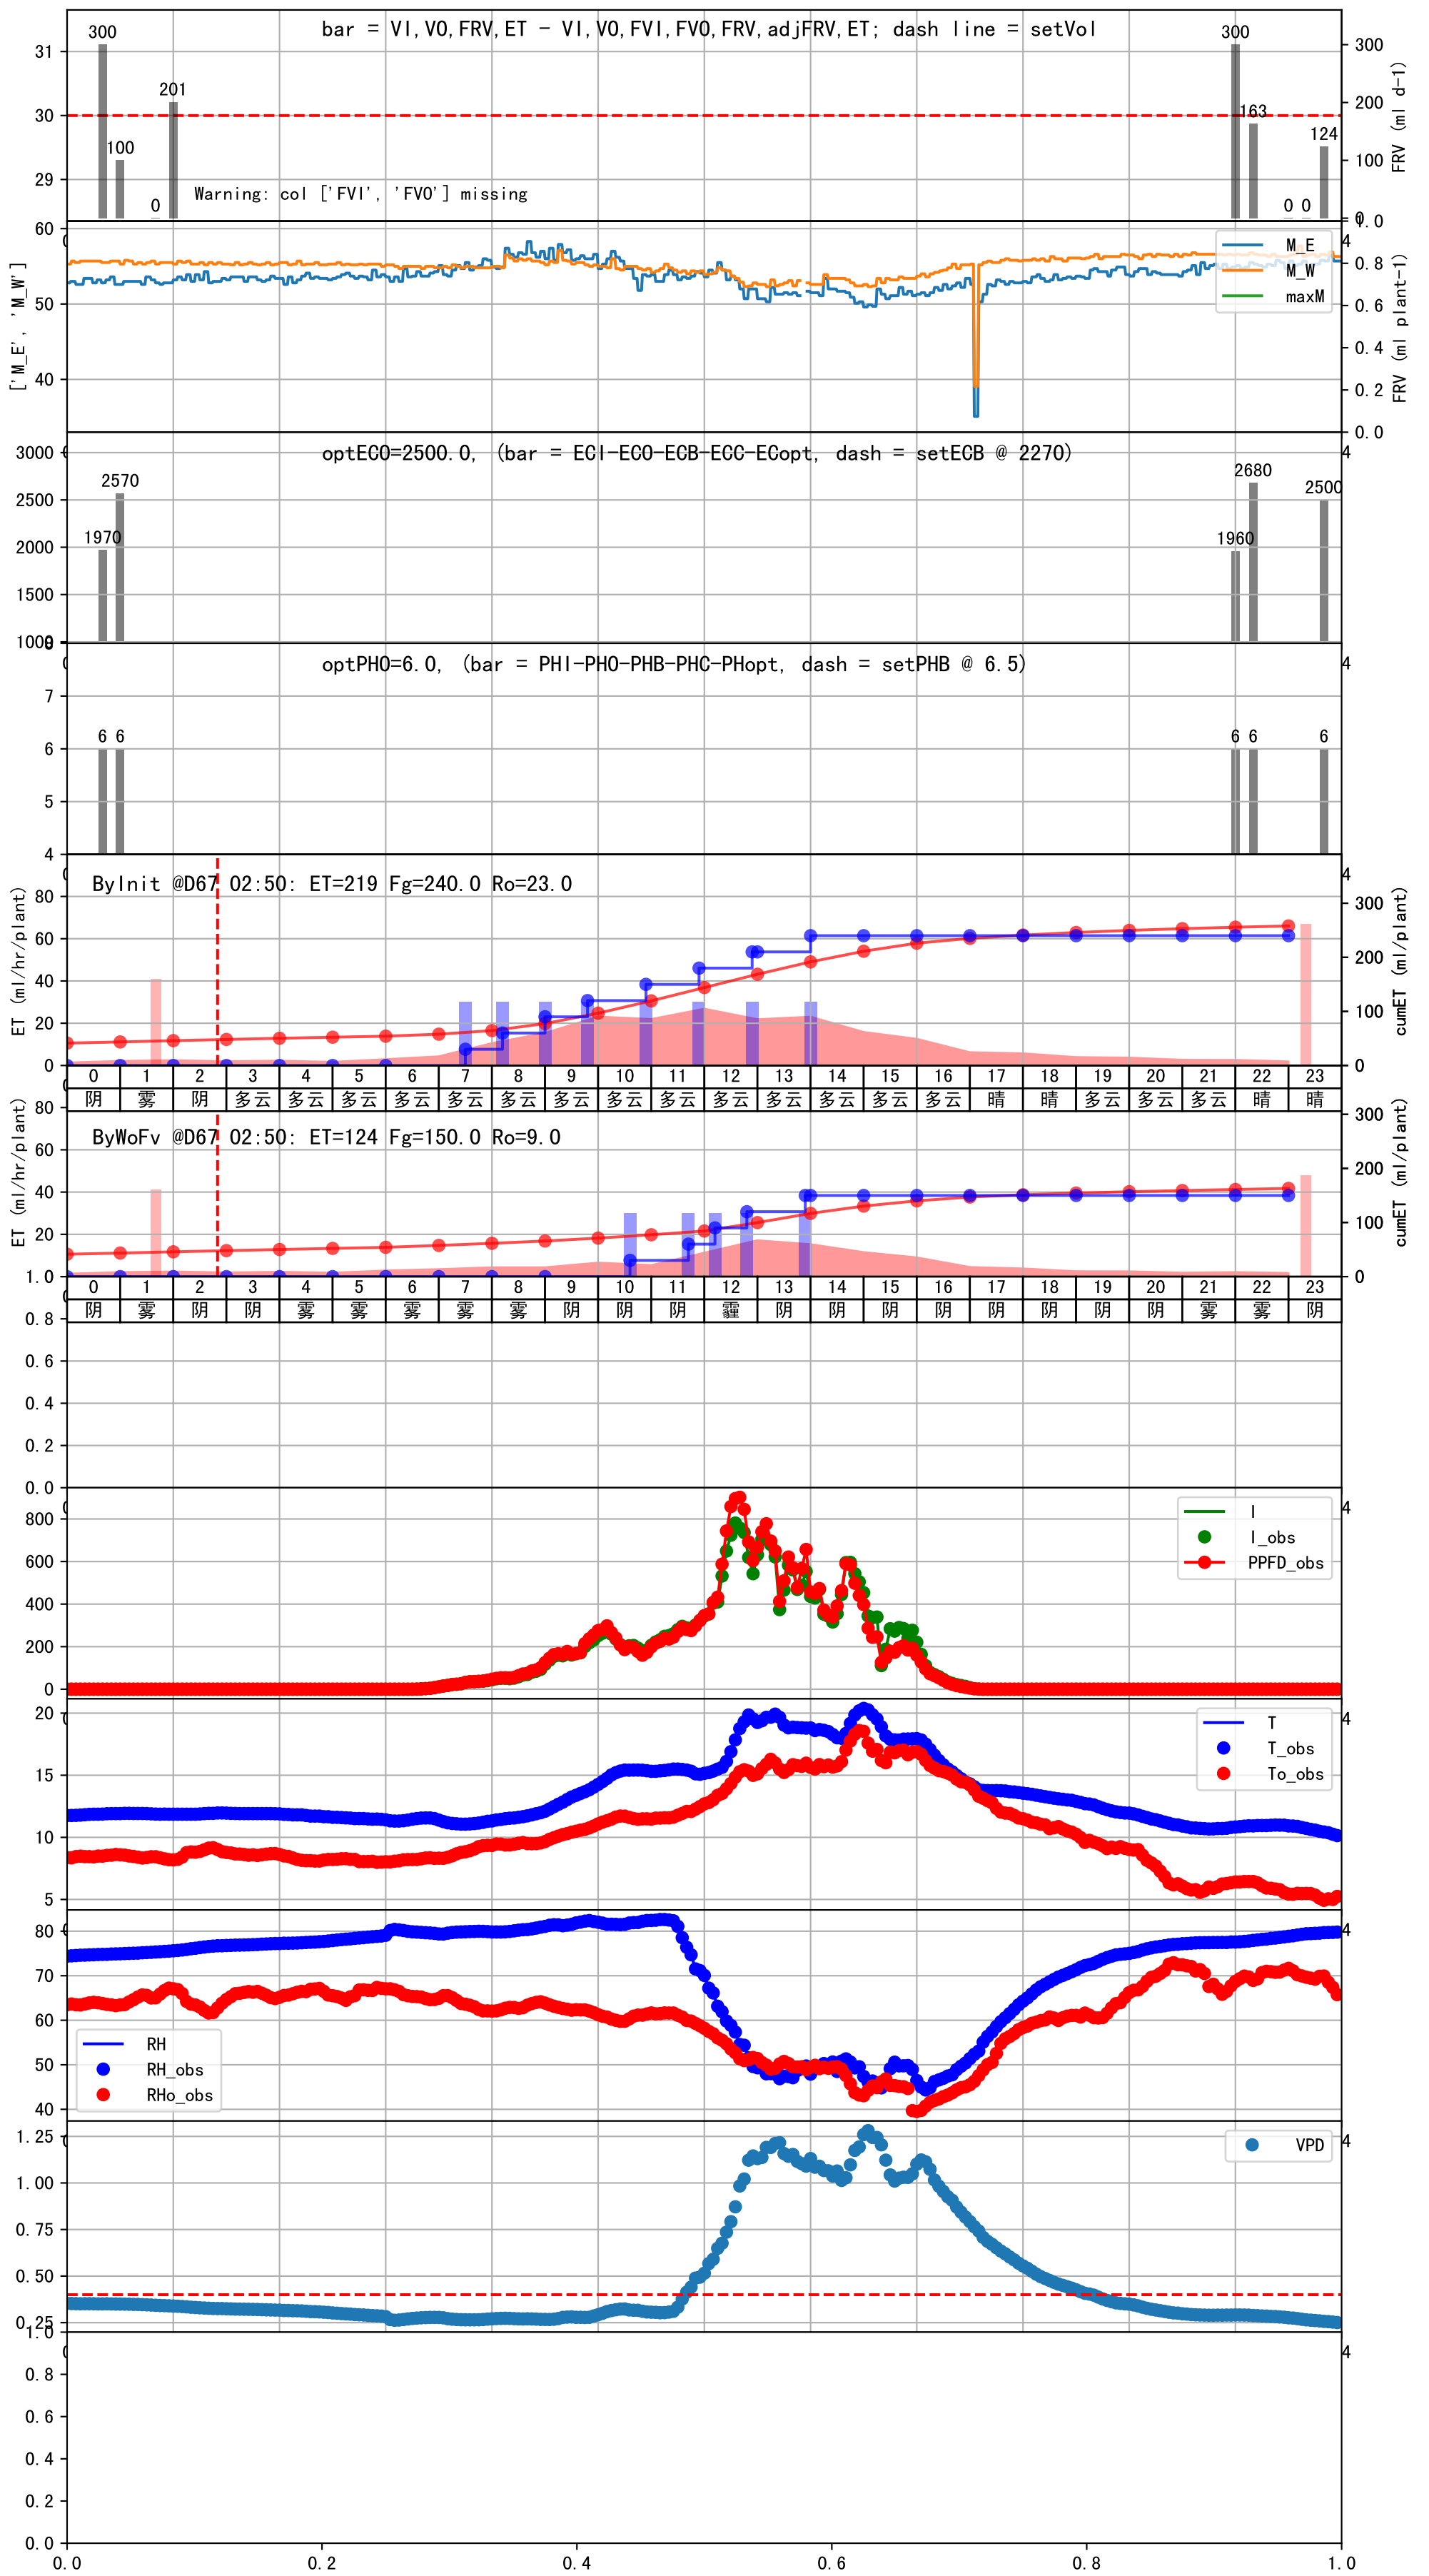 bar = VI,VO,FRV,ET - VI,VO,FVI,FVO,FRV,adjFRV,ET; dash line = setVol
300
100
0
201
300
163
0 0
124
Warning: col ['FVI', 'FVO'] missing
31
30
29
300
200
100
0
FRV (ml d-1)
1.0
0.8
0.6
0.4
0.2
0.0
FRV (ml plant-1)
60
50
40
['M_E', 'M_W']
M_E
M_W
maxM
optECO=2500.0, (bar = ECI-ECO-ECB-ECC-ECopt, dash = setECB @ 2270)
3000
2500
2000
1500
1000
1970
2570
1960
2680
2500
optPHO=6.0, (bar = PHI-PHO-PHB-PHC-PHopt, dash = setPHB @ 6.5)
7
6
5
4
6 6
6 6
6
ByInit @D67 02:50: ET=219 Fg=240.0 Ro=23.0
ET (ml/hr/plant)
80
60
40
20
0
300
200
100
0
cumET (ml/plant)
0 1 2 3 4 5 6 7 8 9 10 11 12 13 14 15 16 17 18 19 20 21 22 23
阴 雾 阴 多云 多云 多云 多云 多云 多云 多云 多云 多云 多云 多云 多云 多云 多云 晴 晴 多云 多云 多云 晴 晴
ByWoFv @D67 02:50: ET=124 Fg=150.0 Ro=9.0
ET (ml/hr/plant)
80
60
40
20
300
200
100
0
cumET (ml/plant)
0 1 2 3 4 5 6 7 8 9 10 11 12 13 14 15 16 17 18 19 20 21 22 23
阴 雾 阴 阴 雾 雾 雾 雾 雾 阴 阴 阴 霾 阴 阴 阴 阴 阴 阴 阴 阴 雾 雾 阴
1.0
0.8
0.6
0.4
0.2
0.0
800
600
400
200
0
I
I_obs
PPFD_obs
20
15
10
5
T
T_obs
To_obs
80
70
60
50
40
RH
RH_obs
RHo_obs
1.25
1.00
0.75
0.50
0.25
VPD
1.0
0.8
0.6
0.4
0.2
0.0
0.0 0.2 0.4 0.6 0.8 1.0